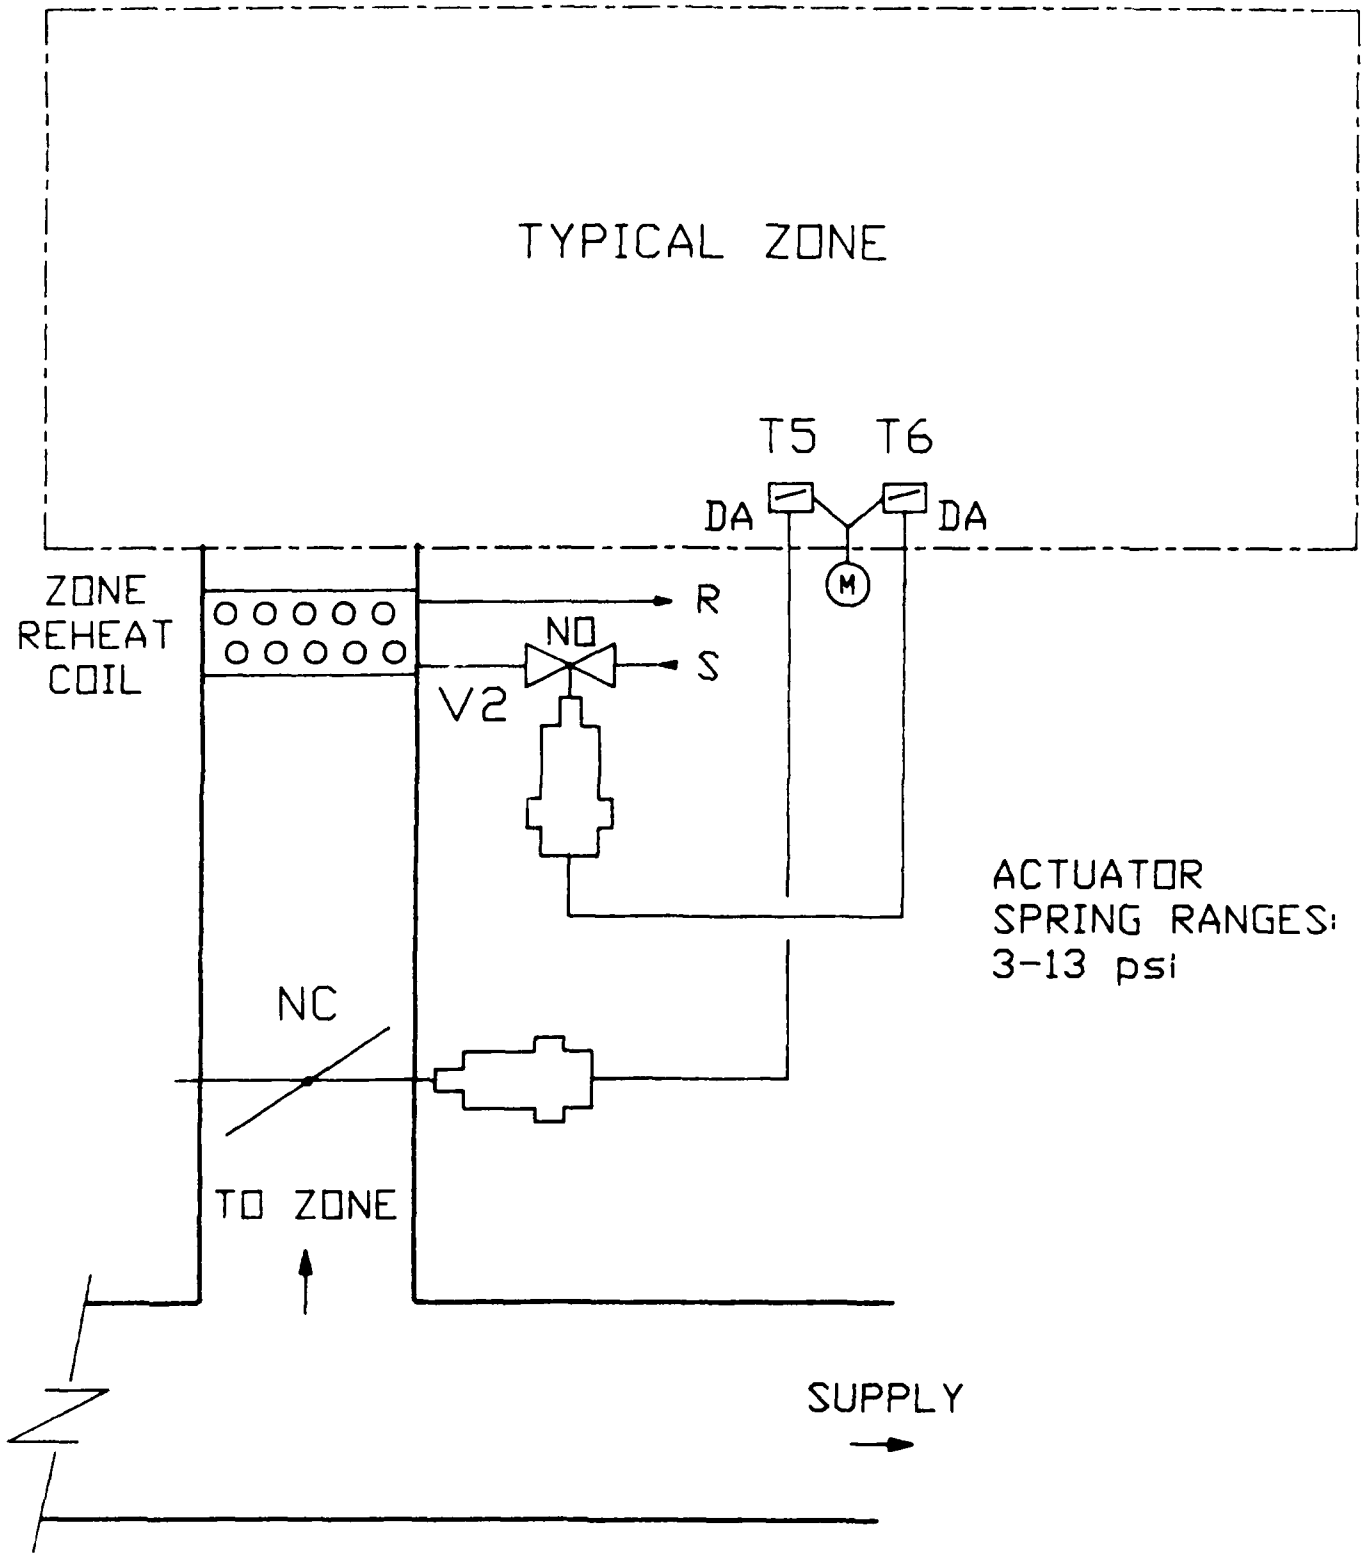 TYPICAL ZONE
T5 T6
DA DA
M
ZONE
REHEAT
COIL
R
NO
S
V2
ACTUATOR
SPRING RANGES:
3-13 psi
NC
TO ZONE
SUPPLY